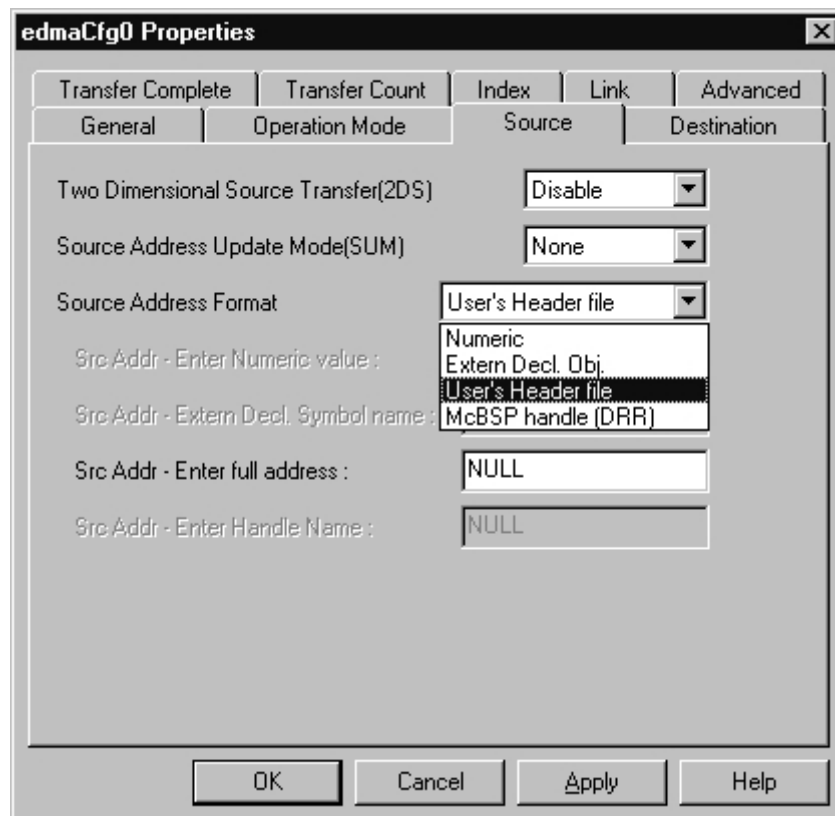 edmaCfg0 Properties
Transfer Complete Transfer Count Index Link Advanced
General Operation Mode Source Destination
Two Dimensional Source Transfer(2DS) Disable
Source Address Update Mode(SUM) None
Source Address Format User's Header file
Numeric
Src Addr - Enter Numeric value :
Extern Decl. Obj.
User's Header file
Src Addr - Extern Decl. Symbol name :
McBSP handle (DRR)
Src Addr - Enter full address : NULL
Src Addr - Enter Handle Name : NULL
OK Cancel Apply Help